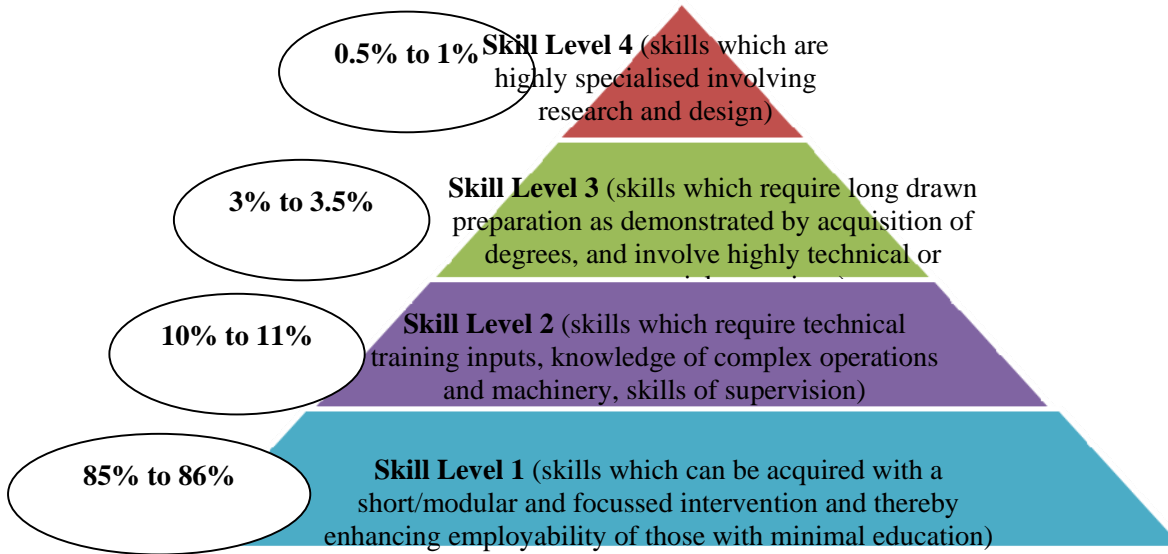 0.5% to 1%
Skill Level 4 (skills which are
highly specialised involving
research and design)
3% to 3.5%
Skill Level 3 (skills which require long drawn
preparation as demonstrated by acquisition of
degrees, and involve highly technical or
10% to 11%
Skill Level 2 (skills which require technical
training inputs, knowledge of complex operations
and machinery, skills of supervision)
85% to 86%
Skill Level 1 (skills which can be acquired with a
short/modular and focussed intervention and thereby
enhancing employability of those with minimal education)